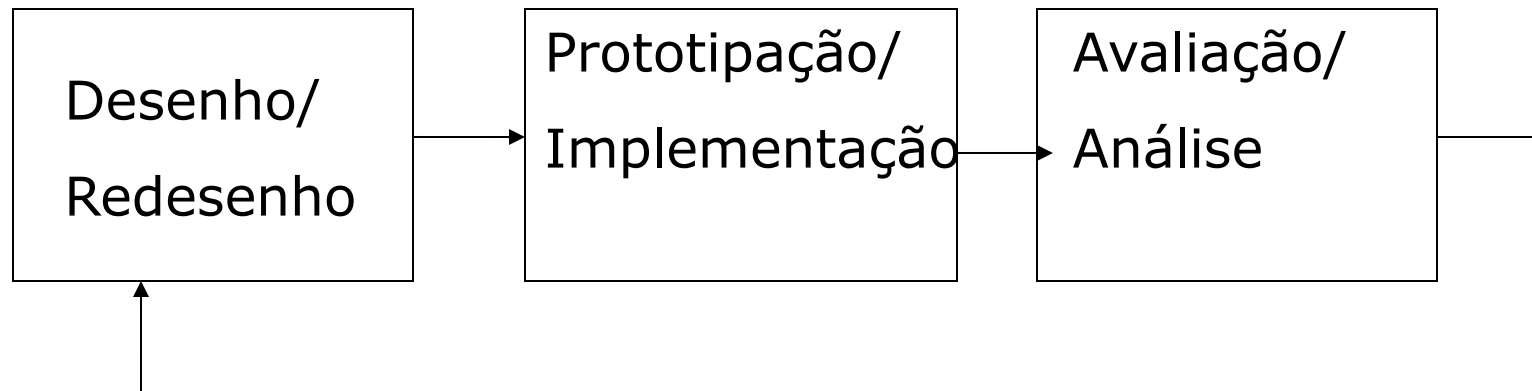 Desenho/
Redesenho
Prototipação/
Implementação
Avaliação/
Análise